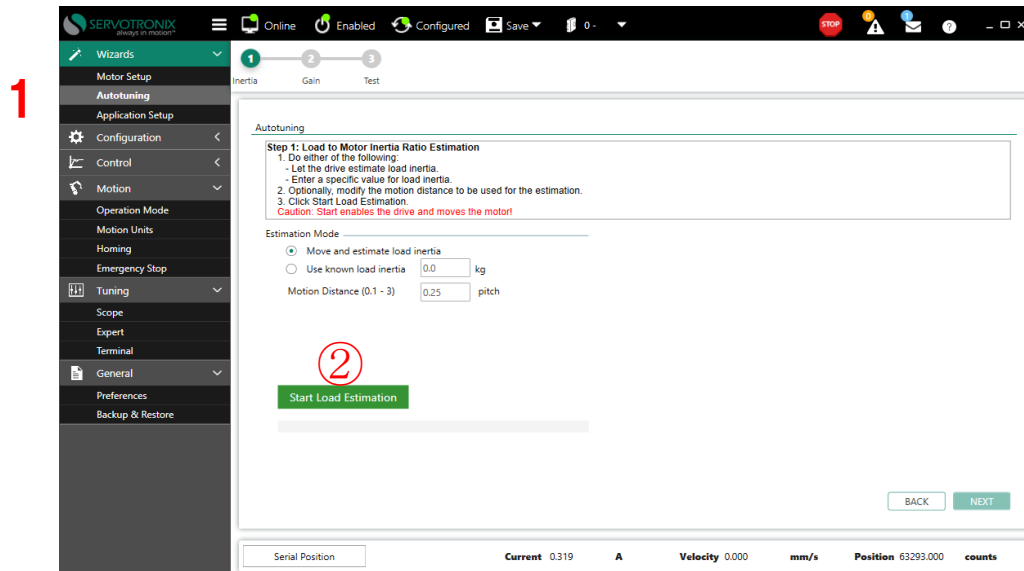 SERVOTRONIX
always in motion™
Online
Enabled
Configured
Save
0 -
STOP
0
1
?
1
Wizards
Motor Setup
Autotuning
Application Setup
Configuration
Control
Motion
Operation Mode
Motion Units
Homing
Emergency Stop
Tuning
Scope
Expert
Terminal
General
Preferences
Backup & Restore
1 2 3
Inertia Gain Test
Autotuning
Step 1: Load to Motor Inertia Ratio Estimation
1. Do either of the following:
- Let the drive estimate load inertia.
- Enter a specific value for load inertia.
2. Optionally, modify the motion distance to be used for the estimation.
3. Click Start Load Estimation.
Caution: Start enables the drive and moves the motor!
Estimation Mode
Move and estimate load inertia
Use known load inertia 0.0 kg
Motion Distance (0.1 - 3) 0.25 pitch
②
Start Load Estimation
BACK NEXT
Serial Position Current 0.319 A Velocity 0.000 mm/s Position 63293.000 counts